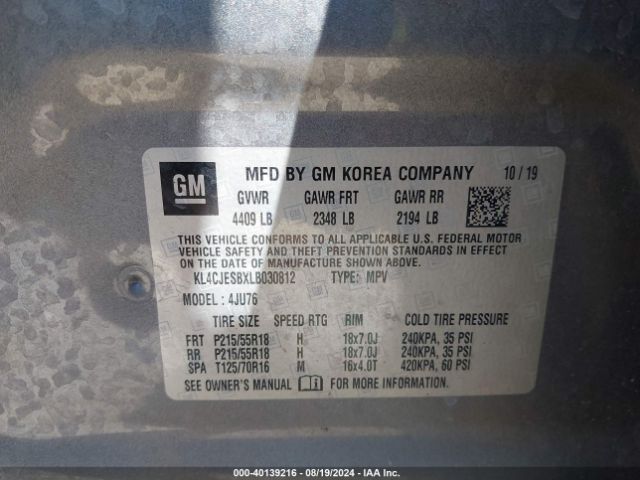 GM
MFD BY GM KOREA COMPANY 10/19
GVWR GAWR FRT GAWR RR
4409 LB 2348 LB 2194 LB
THIS VEHICLE CONFORMS TO ALL APPLICABLE U.S. FEDERAL MOTOR
VEHICLE SAFETY AND THEFT PREVENTION STANDARDS IN EFFECT
ON THE DATE OF MANUFACTURE SHOWN ABOVE.
KL4CJESBXLB030812 TYPE: MPV
MODEL: 4JU76
TIRE SIZE SPEED RTG RIM COLD TIRE PRESSURE
FRT P215/55R18 H 18x7.0J 240KPA, 35 PSI
RR P215/55R18 H 18x7.0J 240KPA, 35 PSI
SPA T125/70R16 M 16x4.0T 420KPA, 60 PSI
SEE OWNER'S MANUAL FOR MORE INFORMATION.
000-40139216 - 08/19/2024 - IAA Inc.